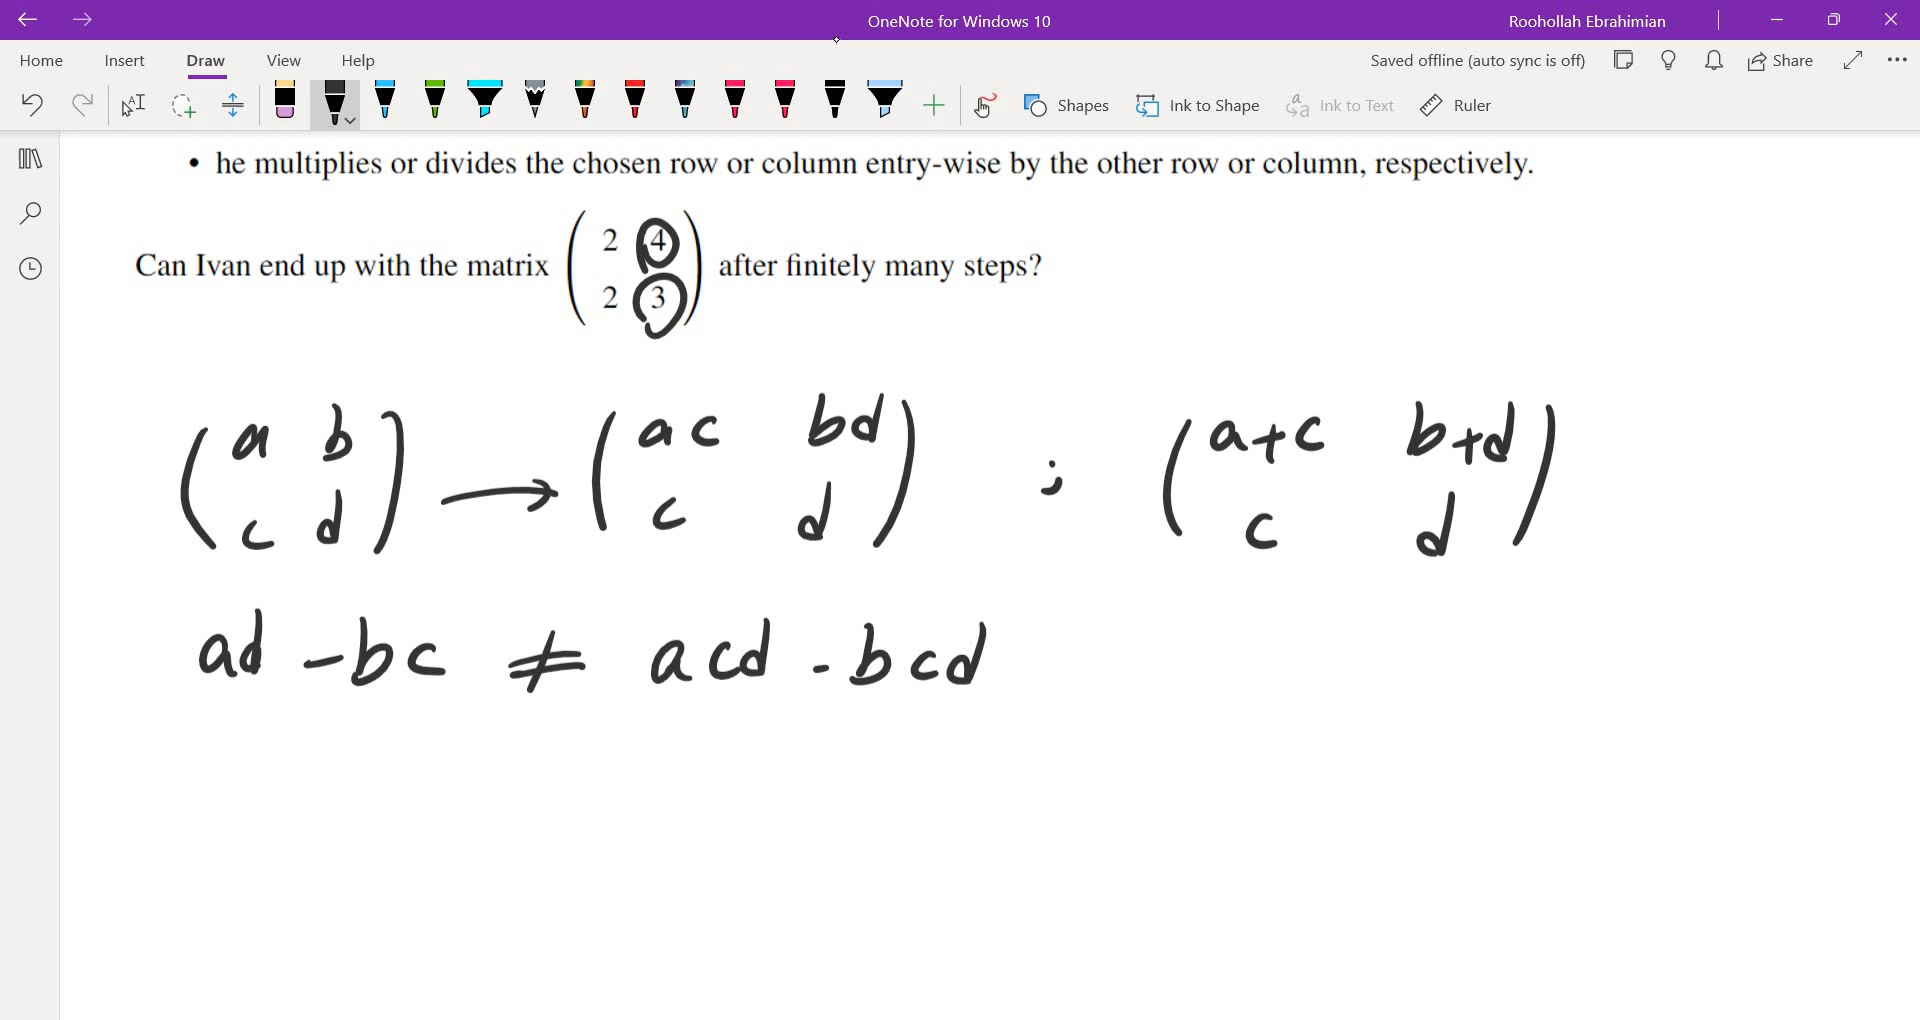 OneNote for Windows 10
Roohollah Ebrahimian
Home Insert Draw View Help
Saved offline (auto sync is off) Share
Shapes Ink to Shape Ink to Text Ruler
• he multiplies or divides the chosen row or column entry-wise by the other row or column, respectively.
2 4
Can Ivan end up with the matrix after finitely many steps?
2 3
a b ac bd ; a+c b+d
c d → c d c d
ad - bc ≠ acd - bcd